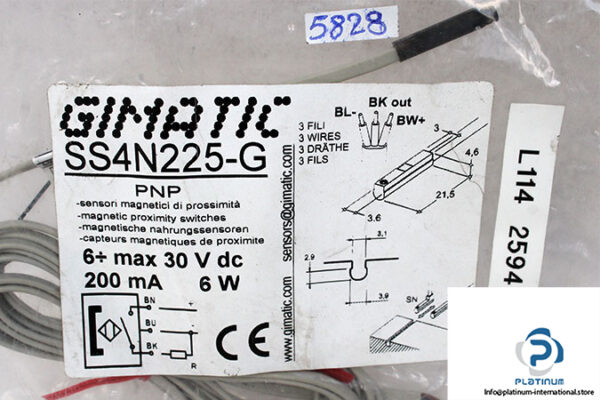 5828
GIMATIC
SS4N225-G
PNP
-sensori magnetici di prossimità
-magnetic proximity switches
-magnetische nahrungssensoren
-capteurs magnetiques de proximite
6÷ max 30 V dc
200 mA 6 W
BN +
BU -
BK
R
CE
www.gimatic.com sensors@gimatic.com
BK out
BL- BW+
3 FILI
3 WIRES
3 DRÄTHE
3 FILS
3
4,6
21,5
3.6
3,1
2.9
3,9
SN
L114 2594
PLATINUM
Info@platinum-international.store